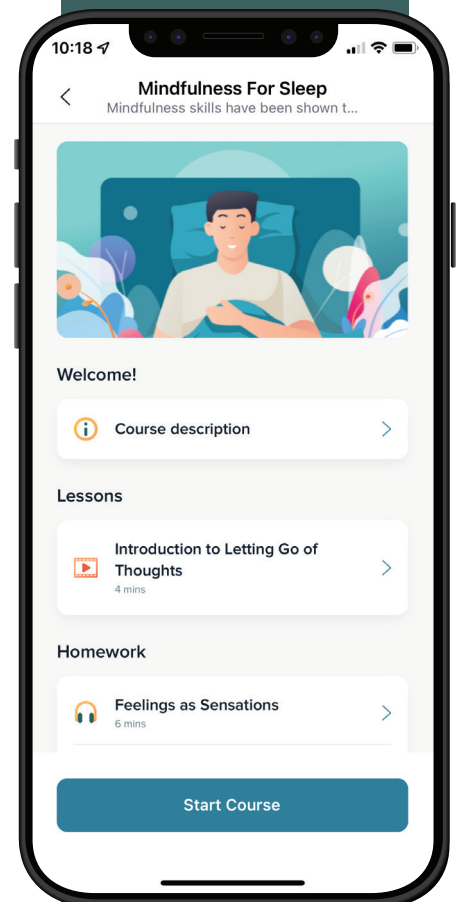 10:18
Mindfulness For Sleep
Mindfulness skills have been shown t...
Welcome!
Course description
Lessons
Introduction to Letting Go of
Thoughts
4 mins
Homework
Feelings as Sensations
6 mins
Start Course